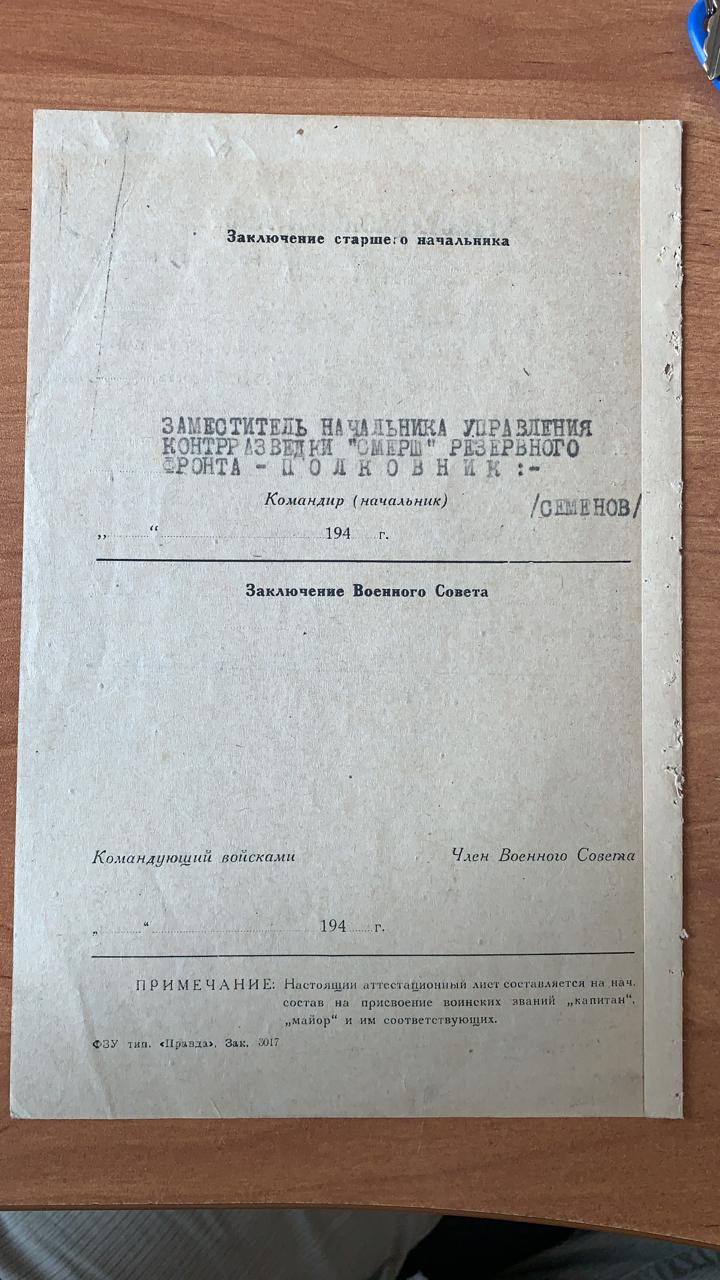 Заключение старшего начальника
ЗАМЕСТИТЕЛЬ НАЧАЛЬНИКА УПРАВЛЕНИЯ
КОНТРРАЗВЕДКИ "СМЕРШ" РЕЗЕРВНОГО
ФРОНТА - П О Л К О В Н И К :-
Командир (начальник)
/СЕМЕНОВ/
„ “ 194 г.
Заключение Военного Совета
Командующий войсками Член Военного Совета
„ “ 194 г.
ПРИМЕЧАНИЕ: Настоящий аттестационный лист составляется на нач.
состав на присвоение воинских званий „капитан“,
„майор“ и им соответствующих.
ФЗУ тип. «Правда». Зак. 3017